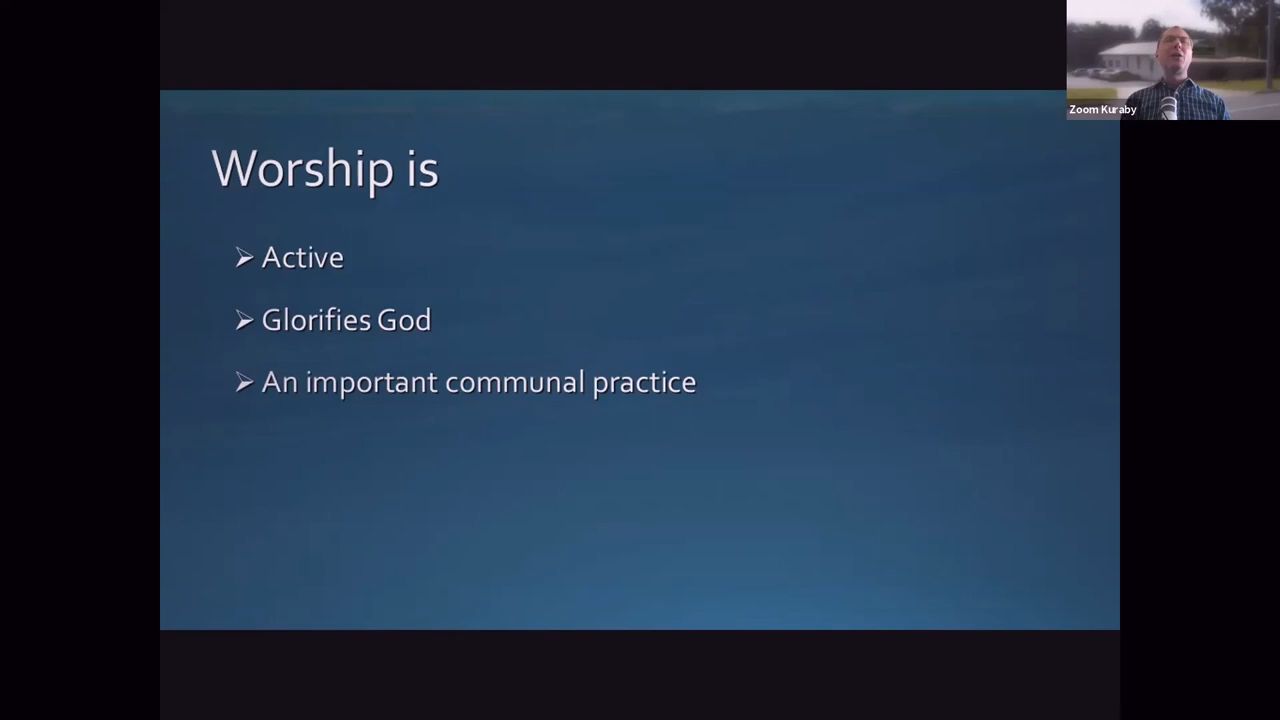 Worship is
➢ Active
➢ Glorifies God
➢ An important communal practice
Zoom Kuraby